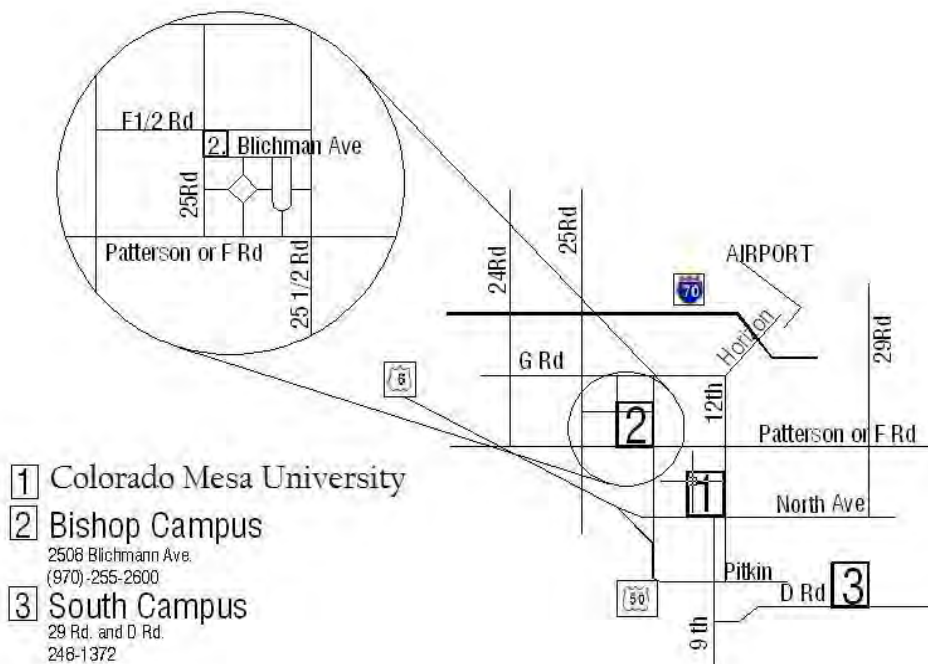 F1/2 Rd
2. Blichman Ave
25Rd
Patterson or F Rd
25 1/2 Rd
24Rd
25Rd
AIRPORT
70
Horizon
29Rd
G Rd
6
12th
2
Patterson or F Rd
1
North Ave
Pitkin
50
D Rd 3
9 th
1 Colorado Mesa University
2 Bishop Campus
2508 Blichmann Ave.
(970)-255-2600
3 South Campus
29 Rd. and D Rd.
248-1372